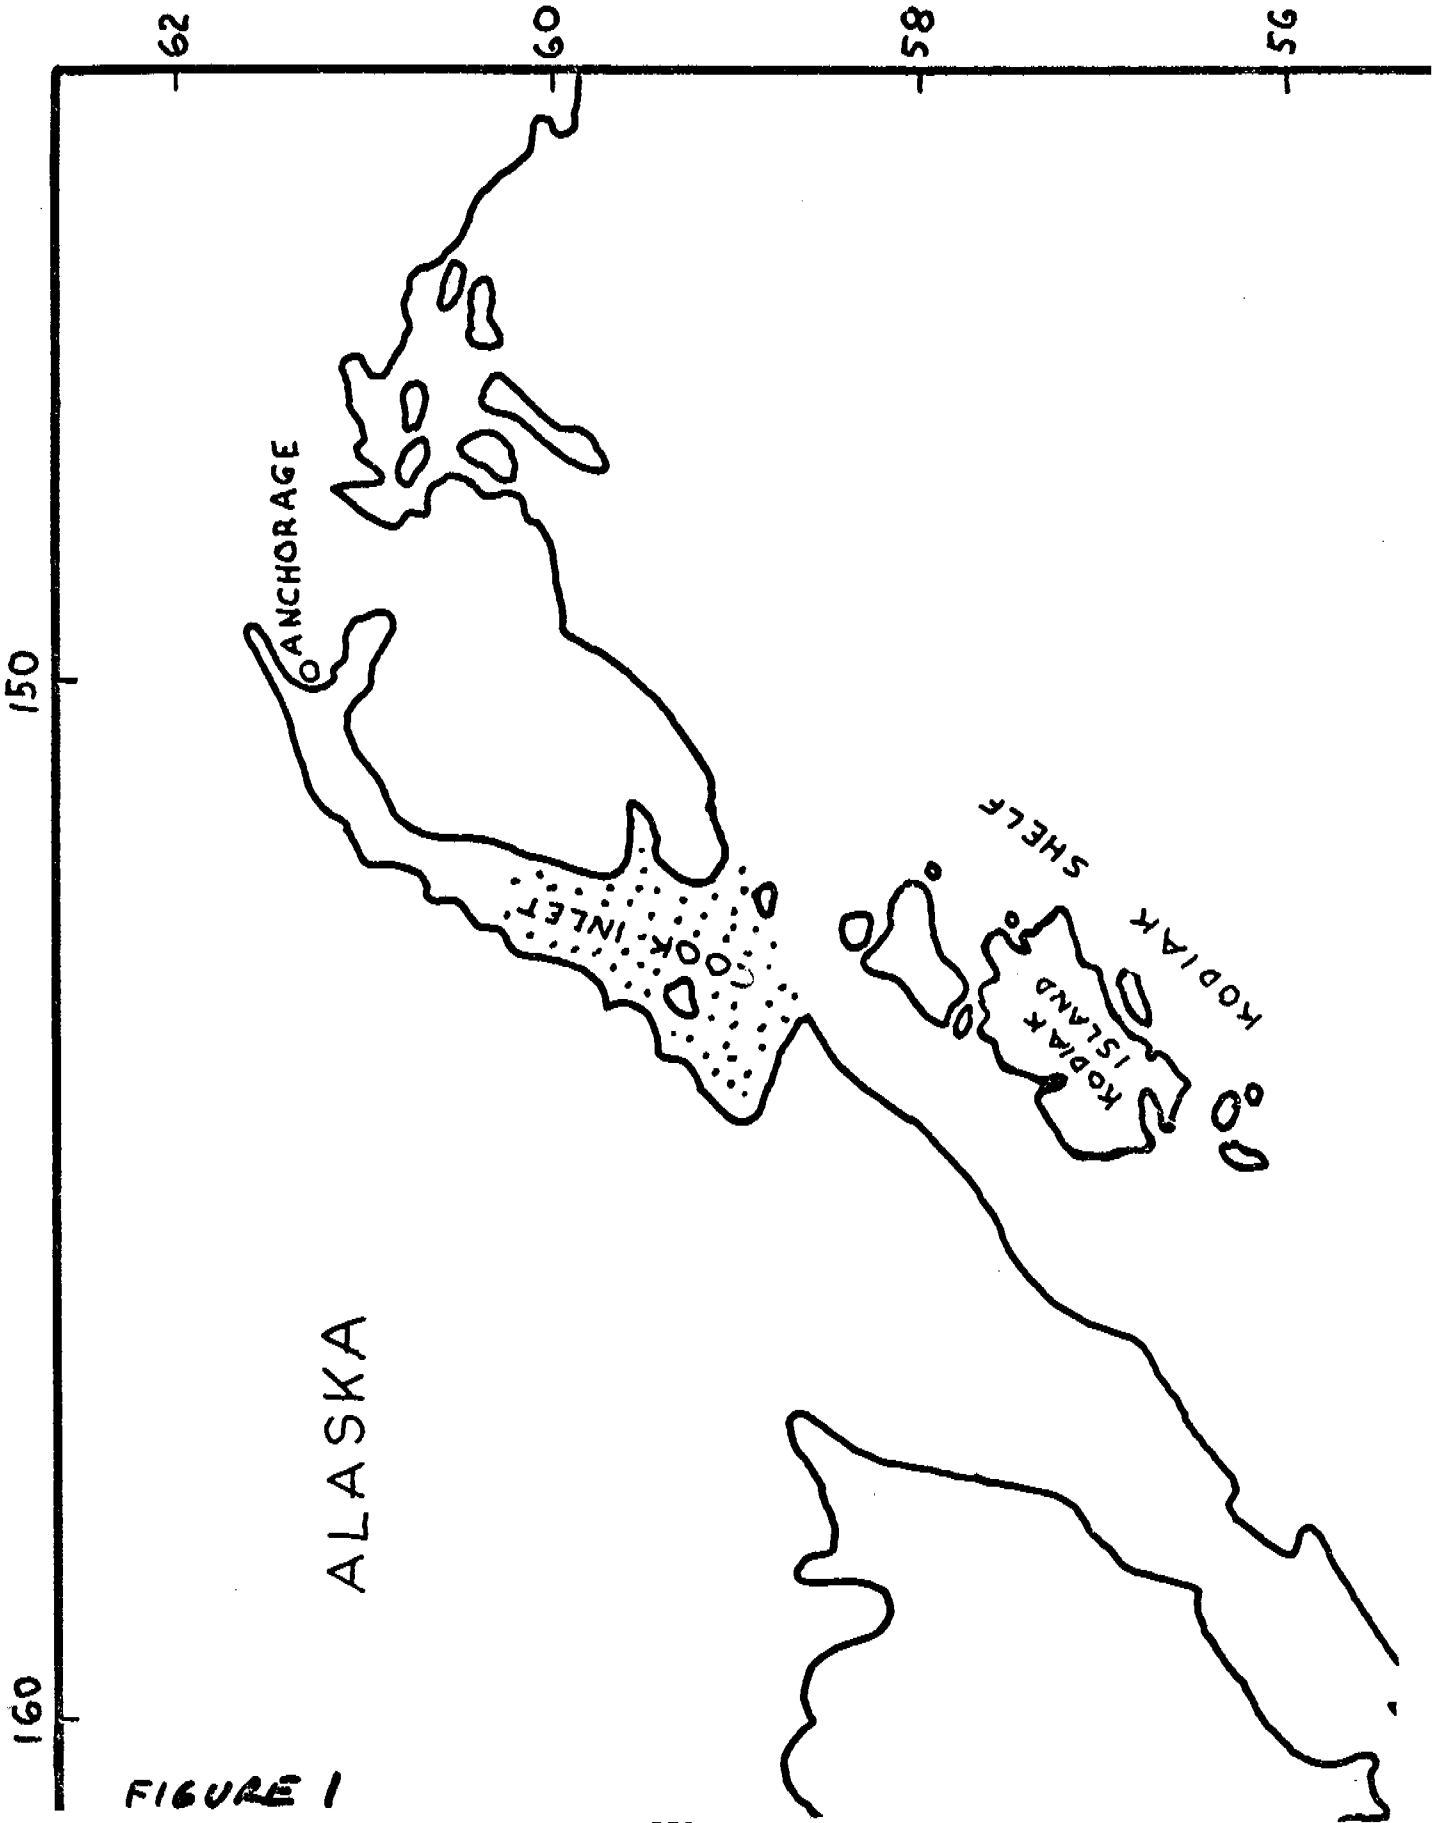 62
60
58
56
150
160
ANCHORAGE
COOK INLET
SHELF
KODIAK
KODIAK
ISLAND
ALASKA
FIGURE 1